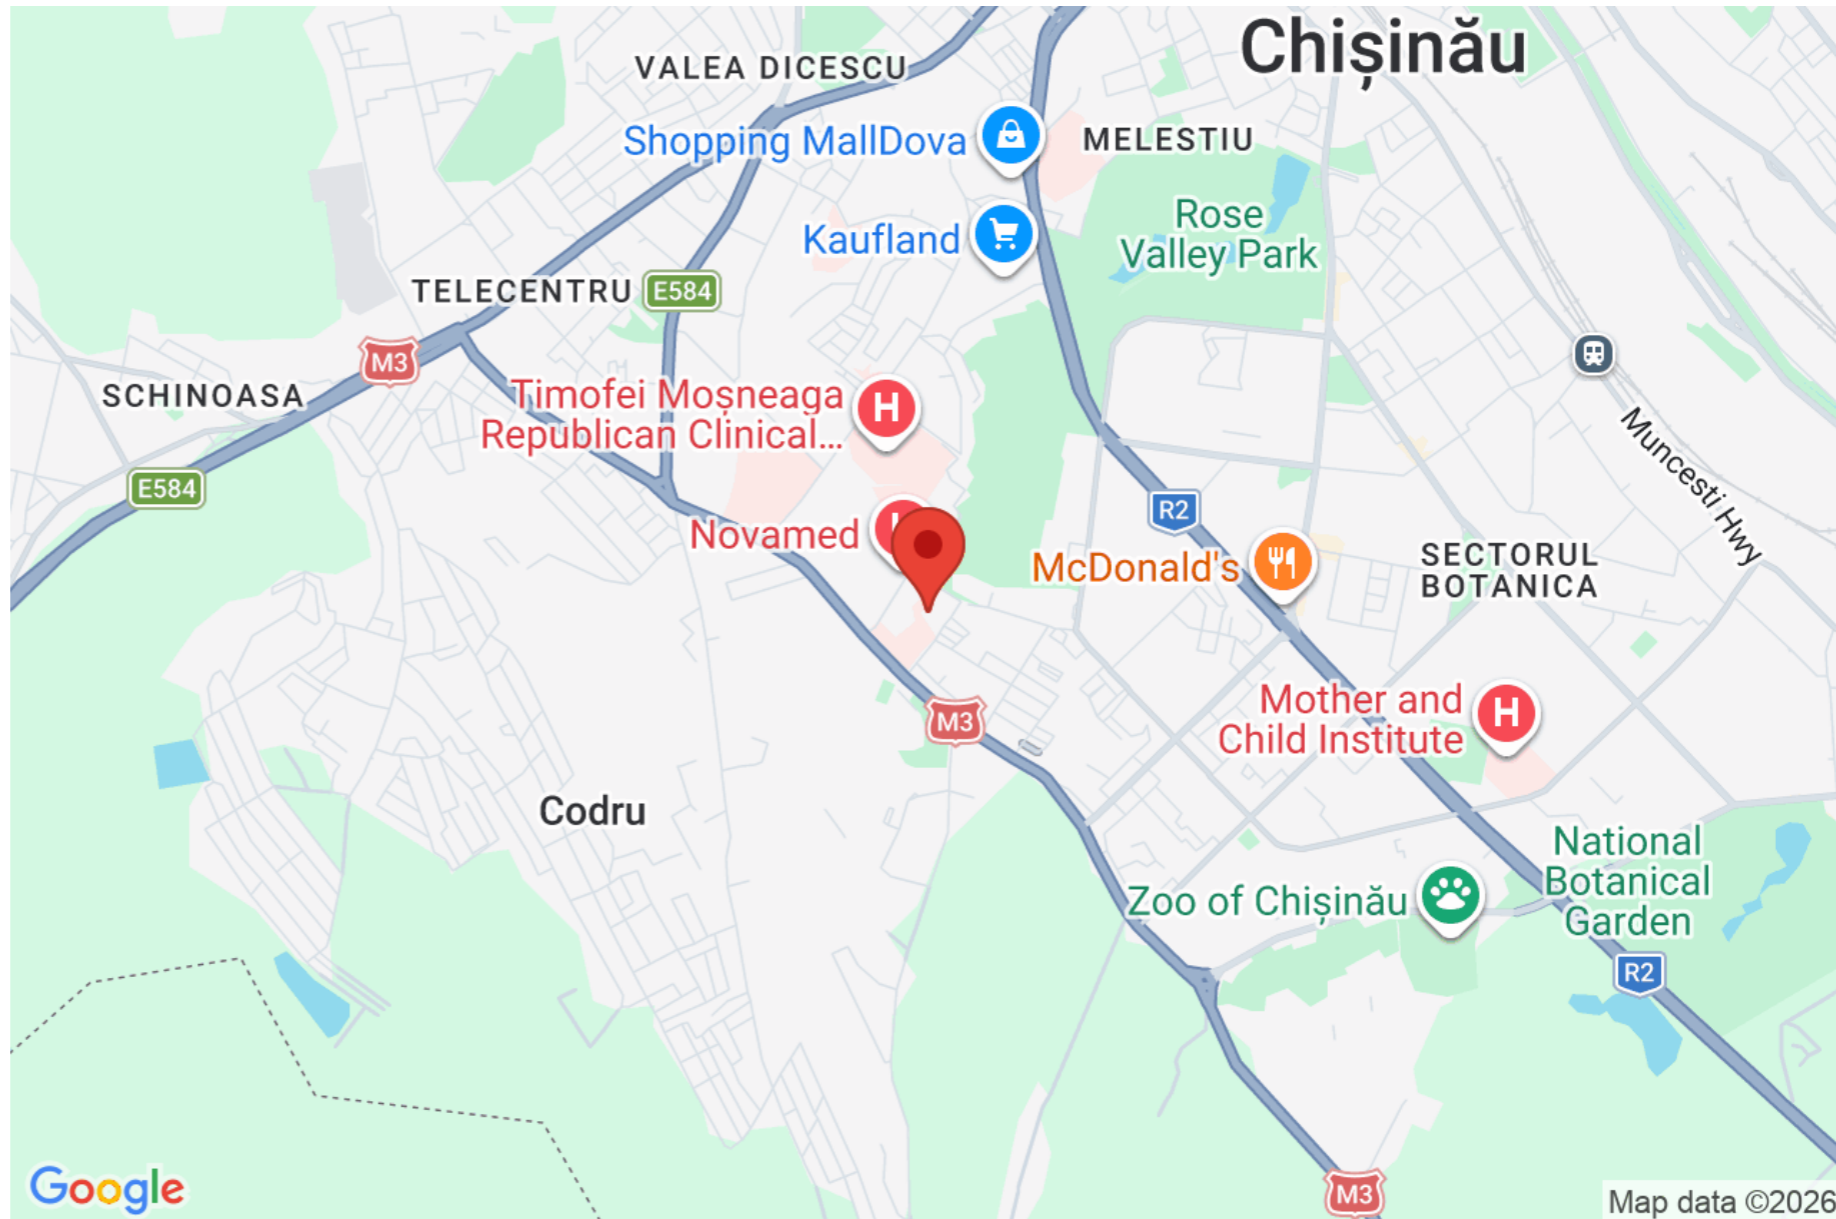 Chișinău
VALEA DICESCU
Shopping MallDova
MELESTIU
Rose
Valley Park
Kaufland
TELECENTRU
E584
M3
SCHINOASA
Timofei Moșneaga
Republican Clinical...
H
Muncesti Hwy
E584
R2
Novamed
McDonald's
SECTORUL
BOTANICA
Mother and
Child Institute
H
M3
Codru
National
Botanical
Garden
Zoo of Chișinău
R2
M3
Google
Map data ©2026